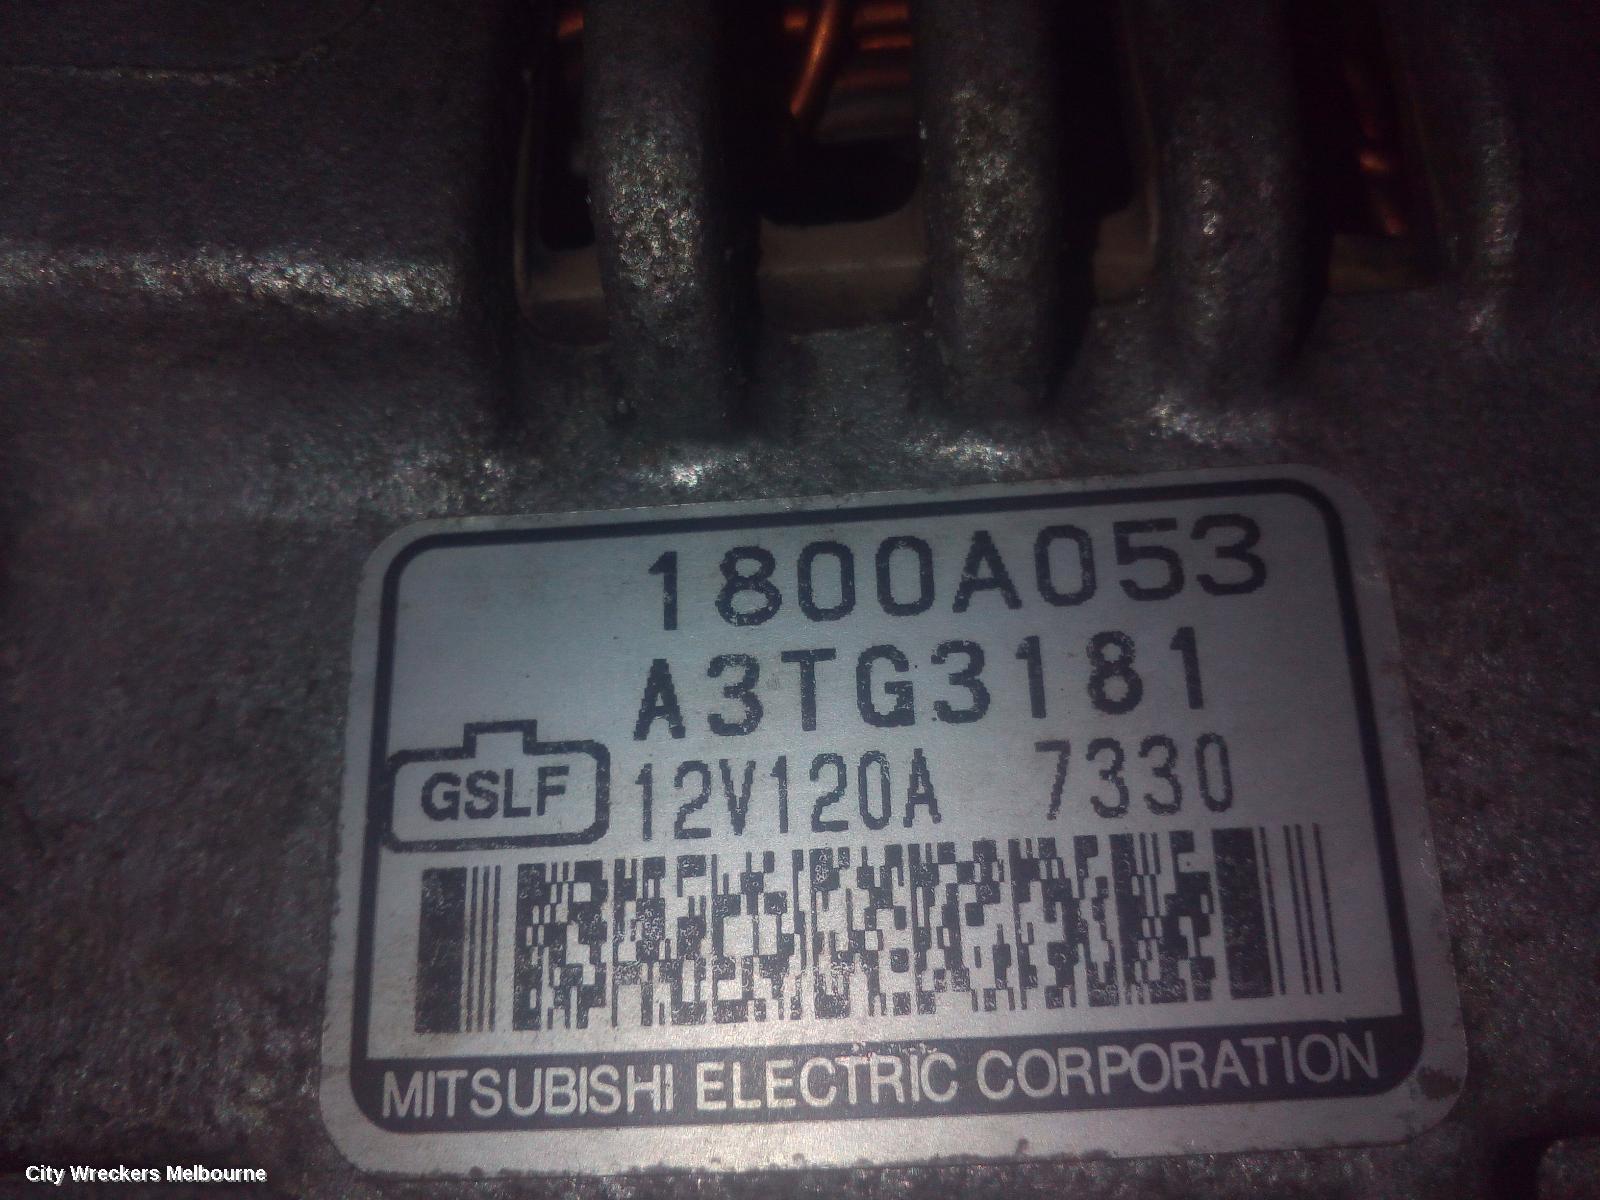 1800A053
A3TG3181
GSLF 12V120A 7330
MITSUBISHI ELECTRIC CORPORATION
City Wreckers Melbourne